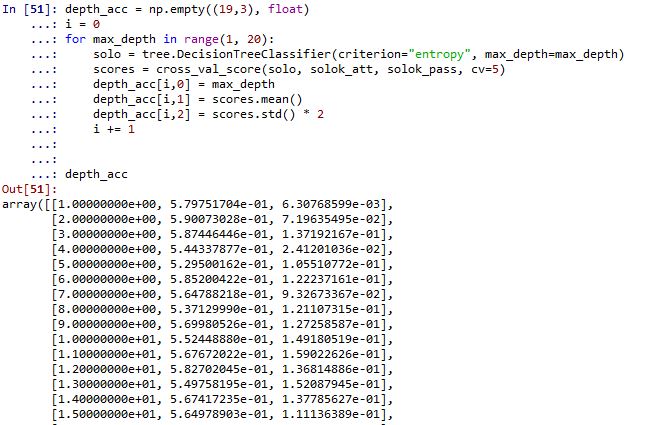 In [51]: depth_acc = np.empty((19,3), float)
...: i = 0
...: for max_depth in range(1, 20):
...:     solo = tree.DecisionTreeClassifier(criterion="entropy", max_depth=max_depth)
...:     scores = cross_val_score(solo, solok_att, solok_pass, cv=5)
...:     depth_acc[i,0] = max_depth
...:     depth_acc[i,1] = scores.mean()
...:     depth_acc[i,2] = scores.std() * 2
...:     i += 1
...:
...:
...: depth_acc
Out[51]:
array([[1.00000000e+00, 5.79751704e-01, 6.30768599e-03],
[2.00000000e+00, 5.90073028e-01, 7.19635495e-02],
[3.00000000e+00, 5.87446446e-01, 1.37192167e-01],
[4.00000000e+00, 5.44337877e-01, 2.41201036e-02],
[5.00000000e+00, 5.29500162e-01, 1.05510772e-01],
[6.00000000e+00, 5.85200422e-01, 1.22237161e-01],
[7.00000000e+00, 5.64788218e-01, 9.32673367e-02],
[8.00000000e+00, 5.37129990e-01, 1.21107315e-01],
[9.00000000e+00, 5.69980526e-01, 1.27258587e-01],
[1.00000000e+01, 5.52448880e-01, 1.49180519e-01],
[1.10000000e+01, 5.67672022e-01, 1.59022626e-01],
[1.20000000e+01, 5.82702045e-01, 1.36814886e-01],
[1.30000000e+01, 5.49758195e-01, 1.52087945e-01],
[1.40000000e+01, 5.67417235e-01, 1.37785627e-01],
[1.50000000e+01, 5.64978903e-01, 1.11136389e-01],